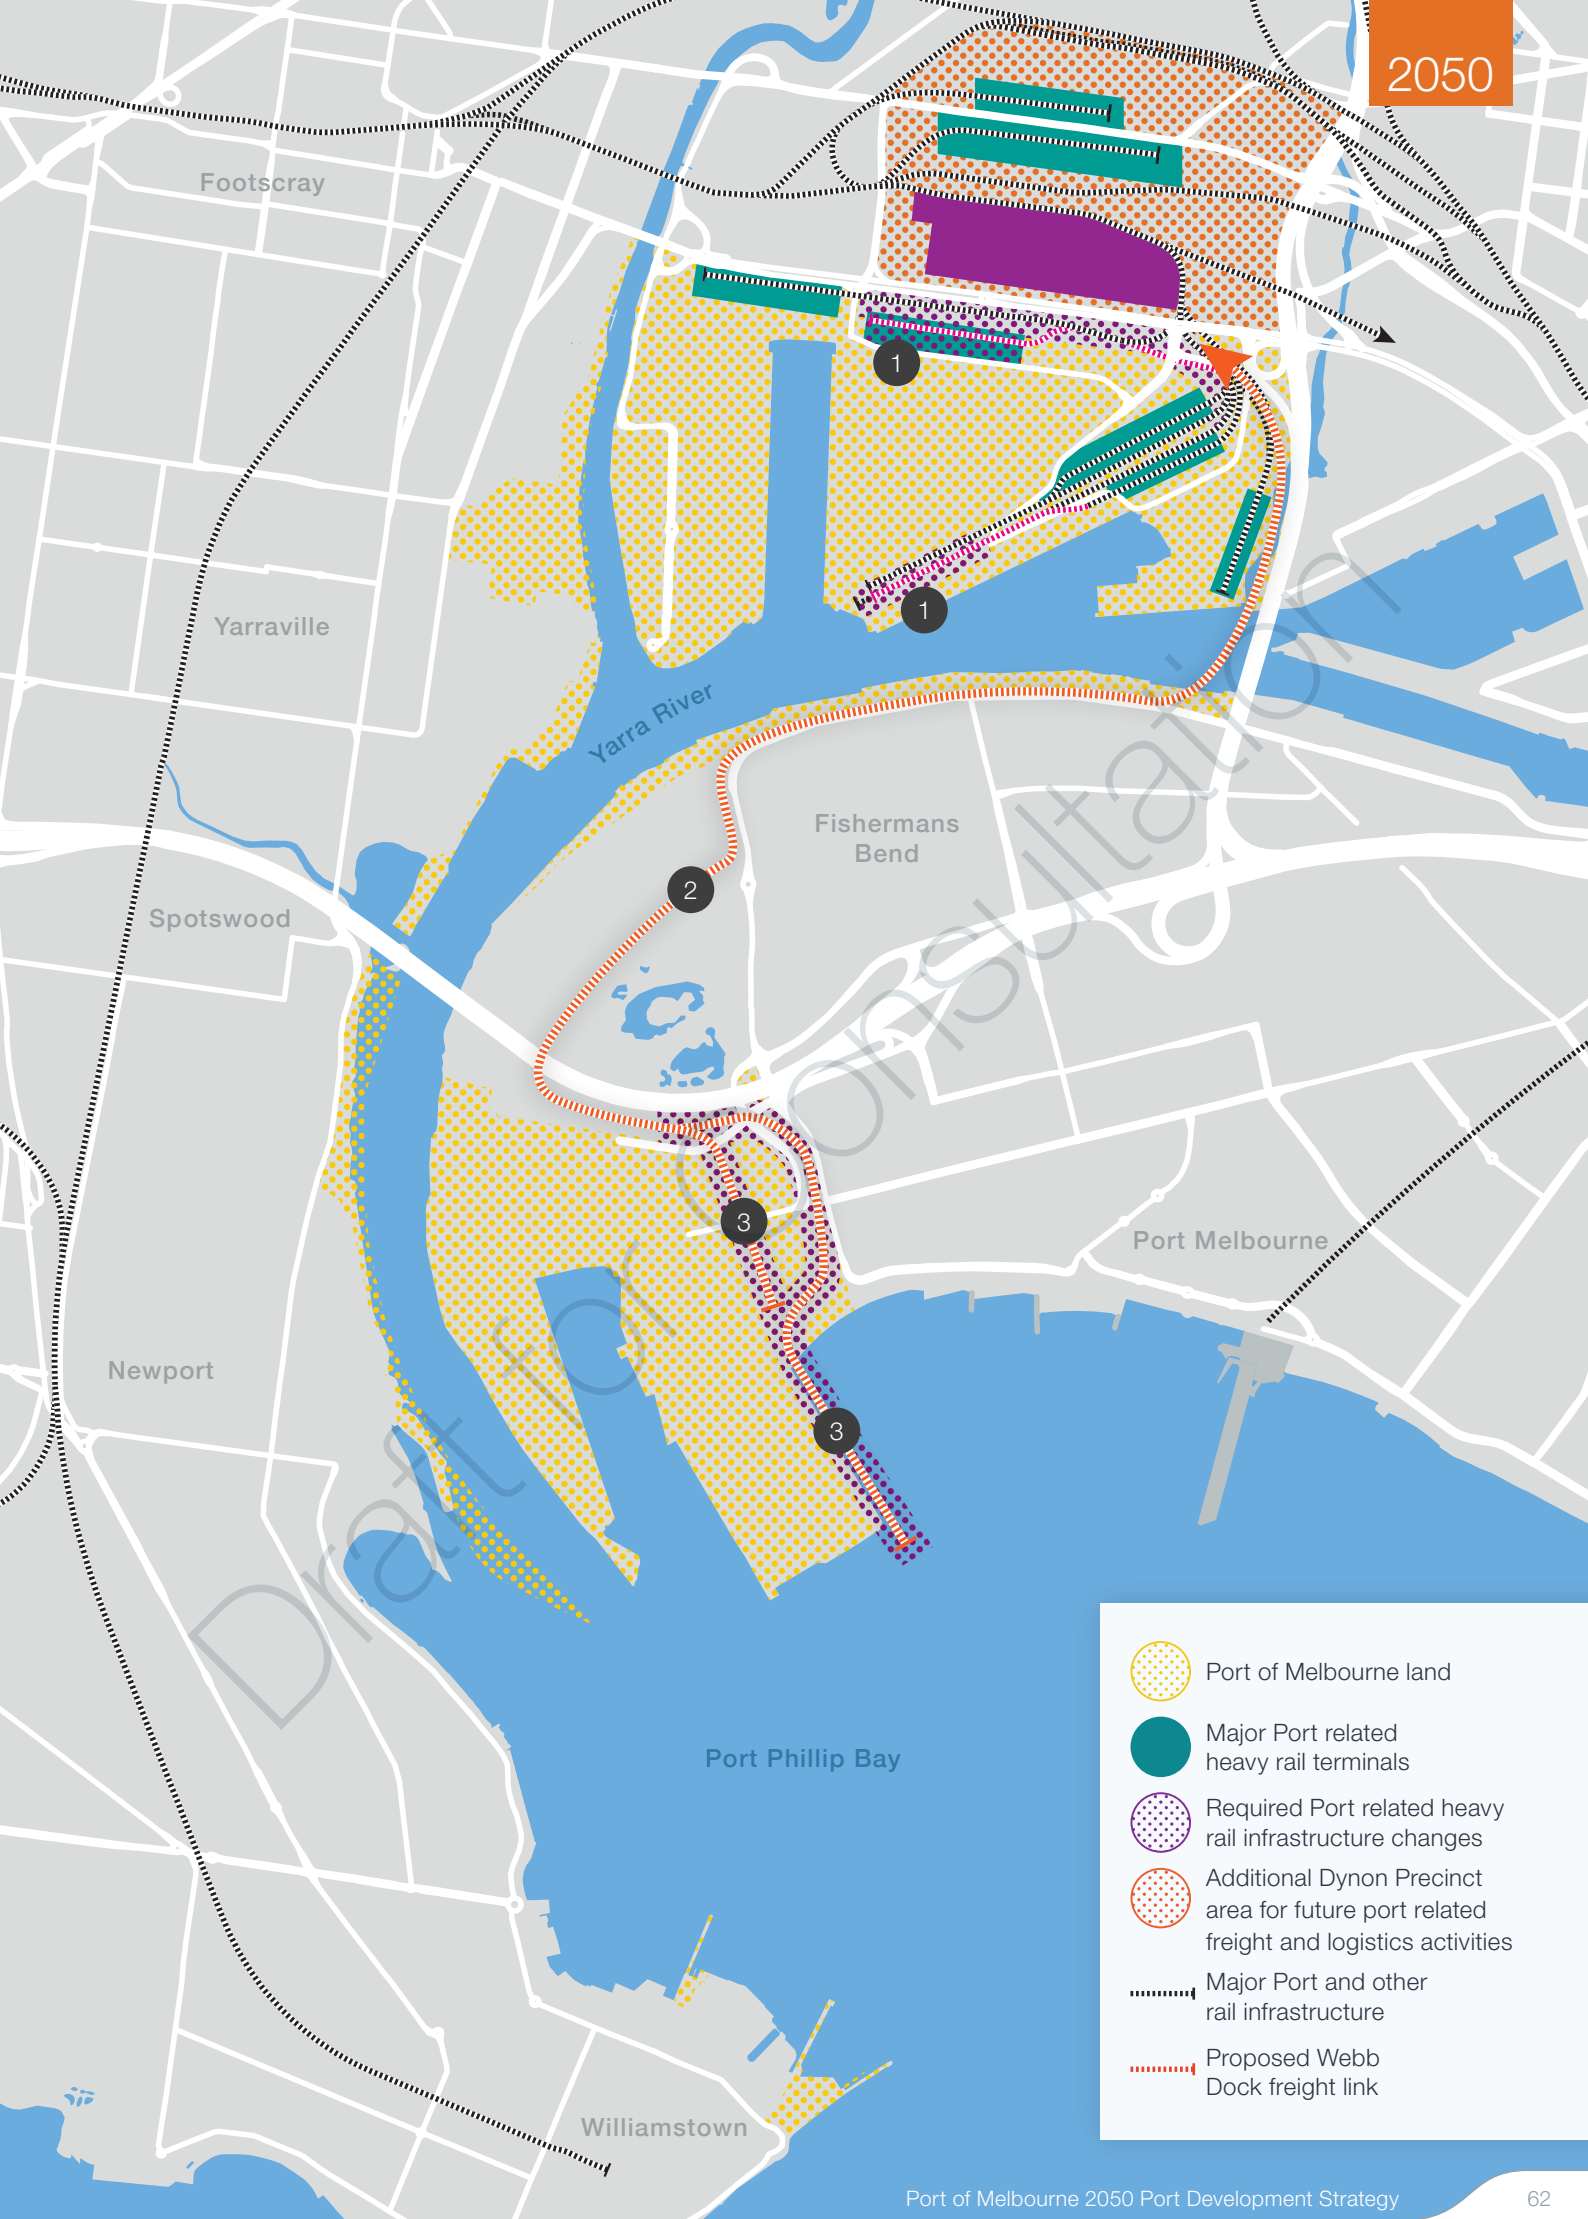 2050
Footscray
1
Yarraville
1
Yarra River
Fishermans
Bend
2
Spotswood
3
Port Melbourne
Newport
3
Draft for Consultation
Port of Melbourne land
Major Port related
heavy rail terminals
Required Port related heavy
rail infrastructure changes
Additional Dynon Precinct
area for future port related
freight and logistics activities
Major Port and other
rail infrastructure
Proposed Webb
Dock freight link
Port Phillip Bay
Williamstown
Port of Melbourne 2050 Port Development Strategy
62